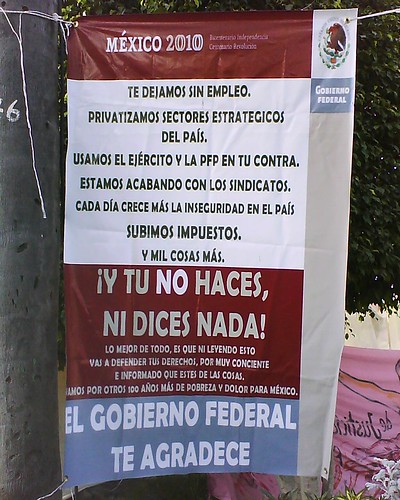 MÉXICO 2010
Bicentenario Independencia
Centenario Revolución
GOBIERNO
FEDERAL
TE DEJAMOS SIN EMPLEO.
PRIVATIZAMOS SECTORES ESTRATEGICOS
DEL PAÍS.
USAMOS EL EJÉRCITO Y LA PFP EN TU CONTRA.
ESTAMOS ACABANDO CON LOS SINDICATOS.
CADA DÍA CRECE MÁS LA INSEGURIDAD EN EL PAÍS
SUBIMOS IMPUESTOS.
Y MIL COSAS MÁS.
¡Y TU NO HACES,
NI DICES NADA!
LO MEJOR DE TODO, ES QUE NI LEYENDO ESTO
VAS A DEFENDER TUS DERECHOS, POR MUY CONCIENTE
E INFORMADO QUE ESTES DE LAS COSAS.
AMOS POR OTROS 100 AÑOS MÁS DE POBREZA Y DOLOR PARA MÉXICO.
EL GOBIERNO FEDERAL
TE AGRADECE
6
de Justicia